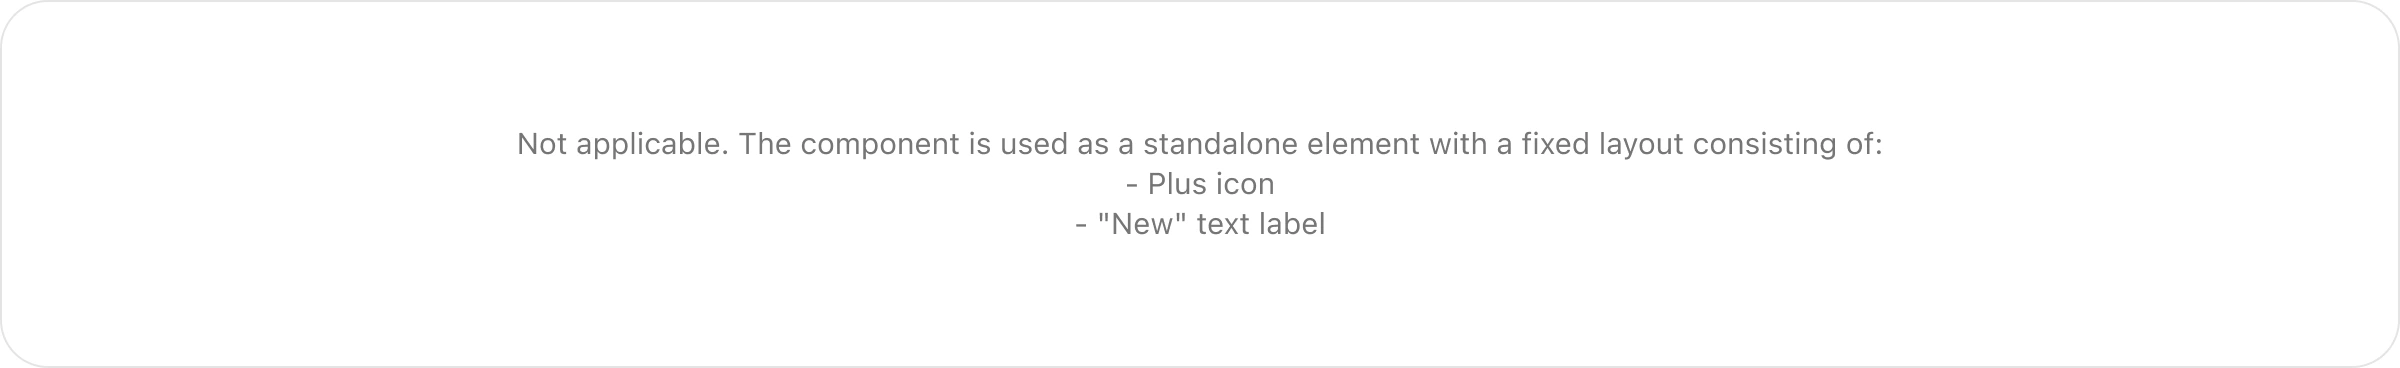 Not applicable. The component is used as a standalone element with a fixed layout consisting of:
- Plus icon
- "New" text label